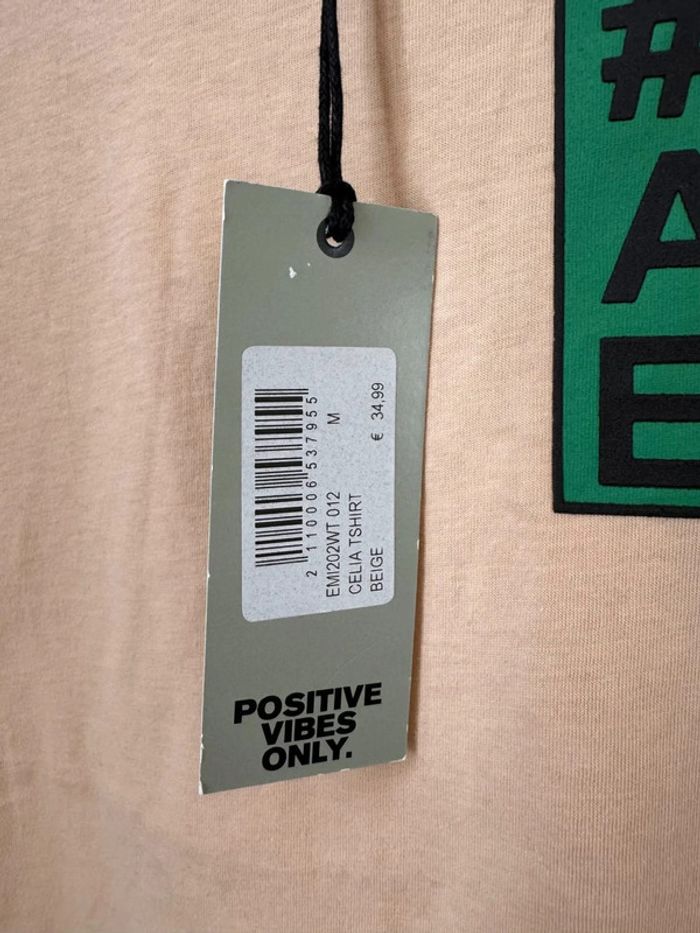 #
A
E
2 110006 537955
EMI202WT 012 M
CELIA TSHIRT
BEIGE € 34,99
POSITIVE
VIBES
ONLY.